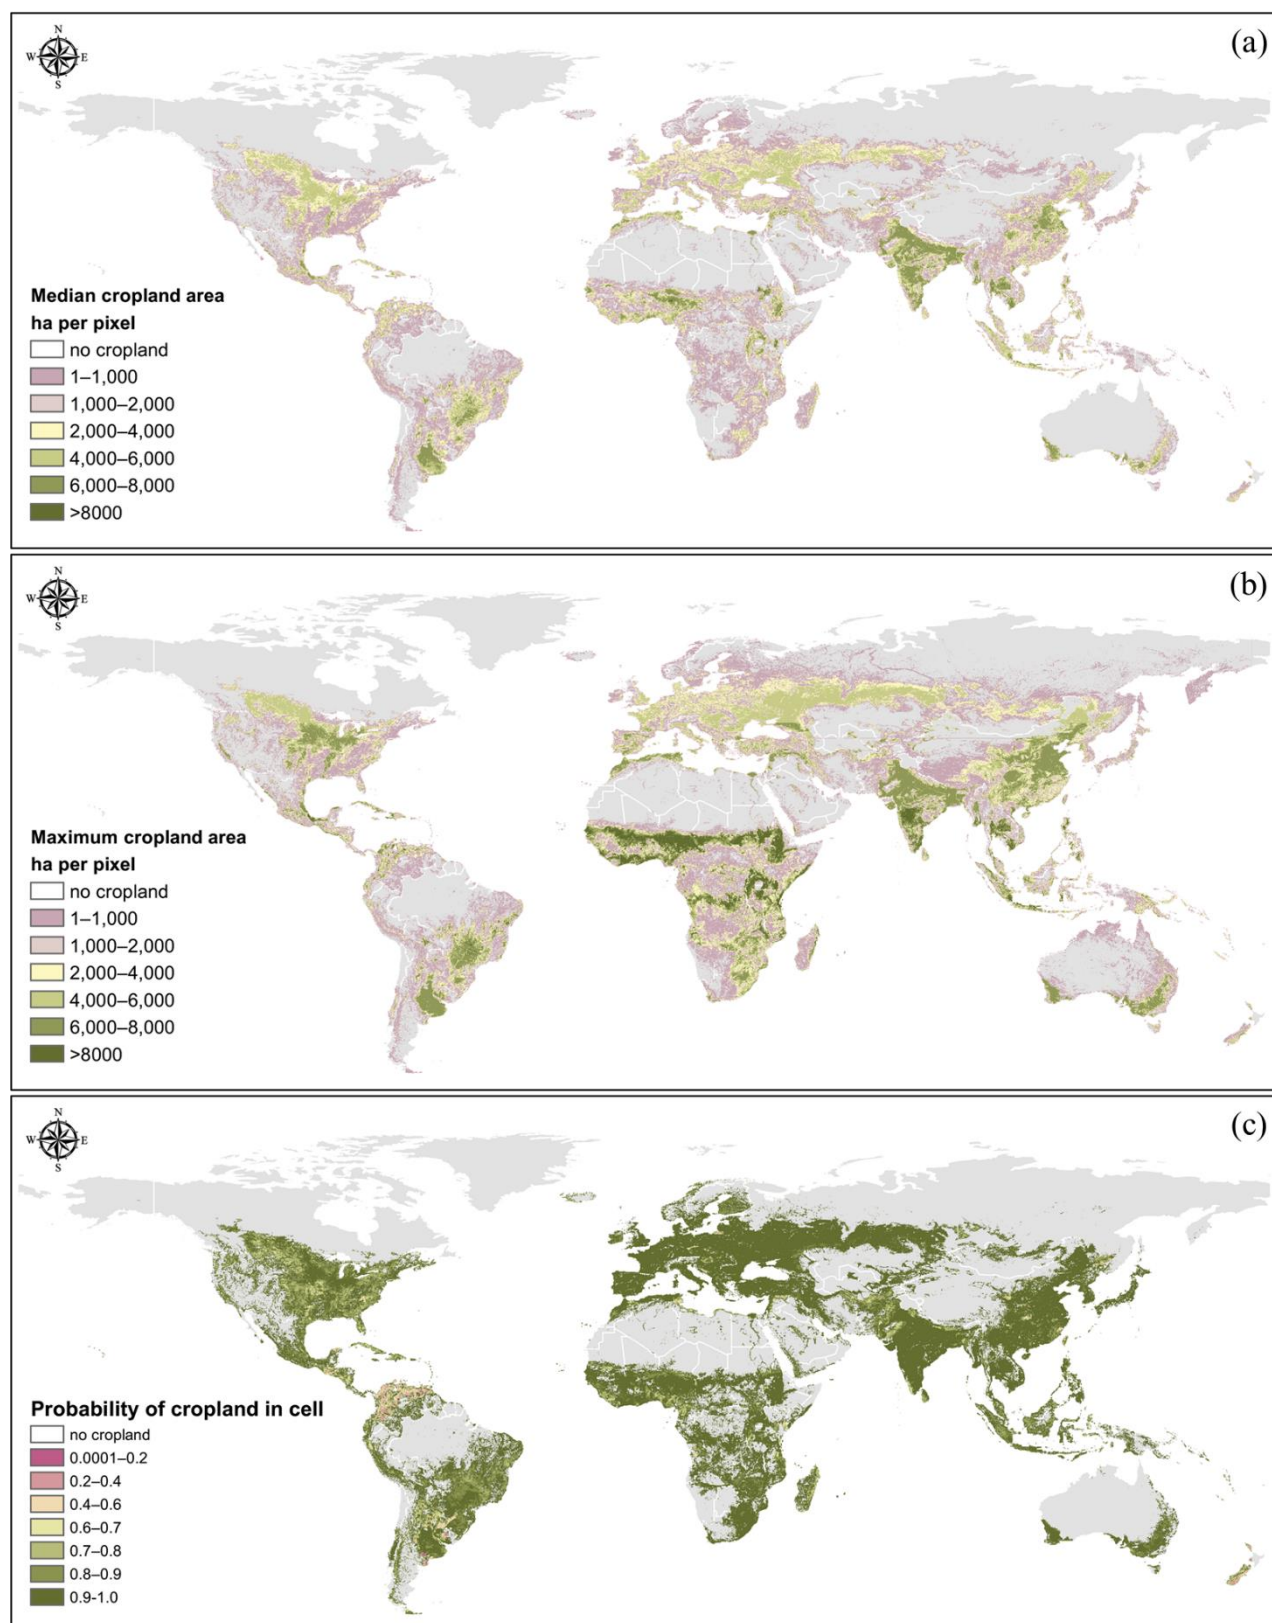 (a)
N
W E
S
Median cropland area
ha per pixel
no cropland
1–1,000
1,000–2,000
2,000–4,000
4,000–6,000
6,000–8,000
>8000
(b)
N
W E
S
Maximum cropland area
ha per pixel
no cropland
1–1,000
1,000–2,000
2,000–4,000
4,000–6,000
6,000–8,000
>8000
(c)
N
W E
S
Probability of cropland in cell
no cropland
0.0001–0.2
0.2–0.4
0.4–0.6
0.6–0.7
0.7–0.8
0.8–0.9
0.9-1.0